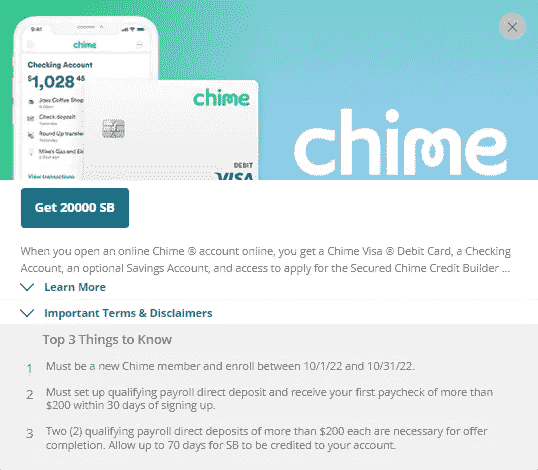 9:41
chime
Checking Account
$1,028 45
Joes Coffee Shop
Check deposit
Yesterday
Round Up transfer
Mike's Gas and
View transactions
chime
DEBIT
VISA
chime
Get 20000 SB
When you open an online Chime ® account online, you get a Chime Visa ® Debit Card, a Checking
Account, an optional Savings Account, and access to apply for the Secured Chime Credit Builder ...
Learn More
Important Terms & Disclaimers
Top 3 Things to Know
1 Must be a new Chime member and enroll between 10/1/22 and 10/31/22.
2 Must set up qualifying payroll direct deposit and receive your first paycheck of more than
$200 within 30 days of signing up.
3 Two (2) qualifying payroll direct deposits of more than $200 each are necessary for offer
completion. Allow up to 70 days for SB to be credited to your account.